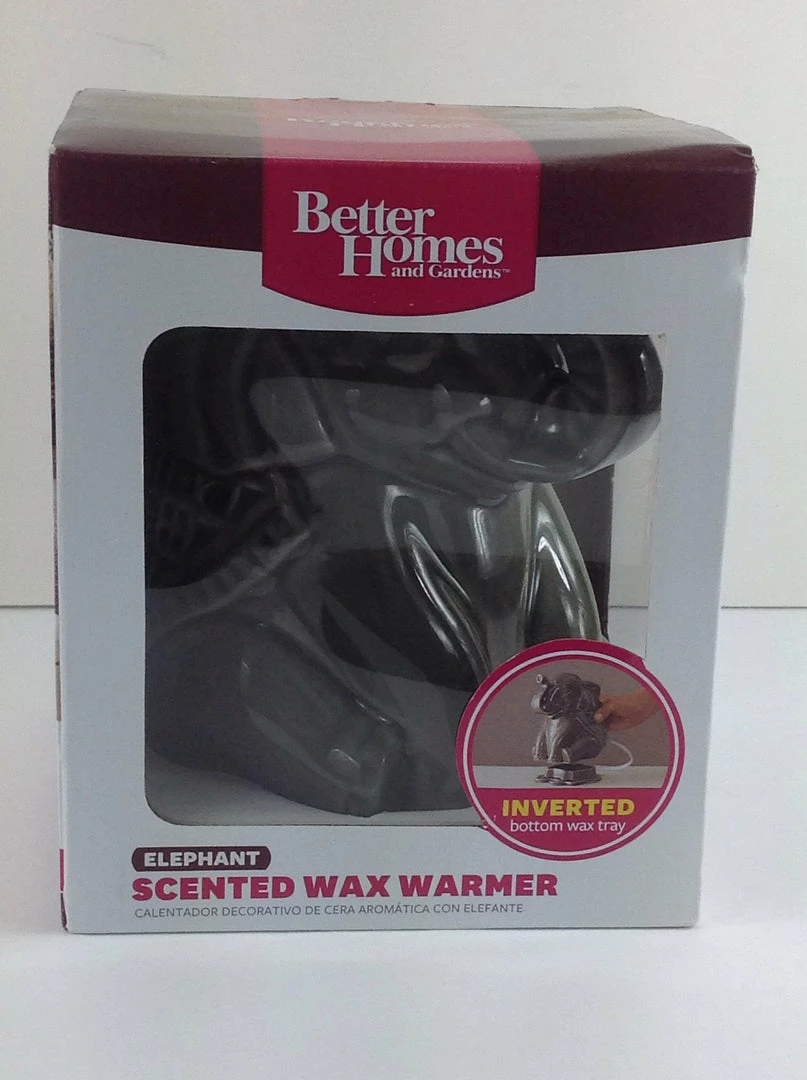 Better
Homes
and Gardens™
INVERTED
bottom wax tray
ELEPHANT
SCENTED WAX WARMER
CALENTADOR DECORATIVO DE CERA AROMÁTICA CON ELEFANTE